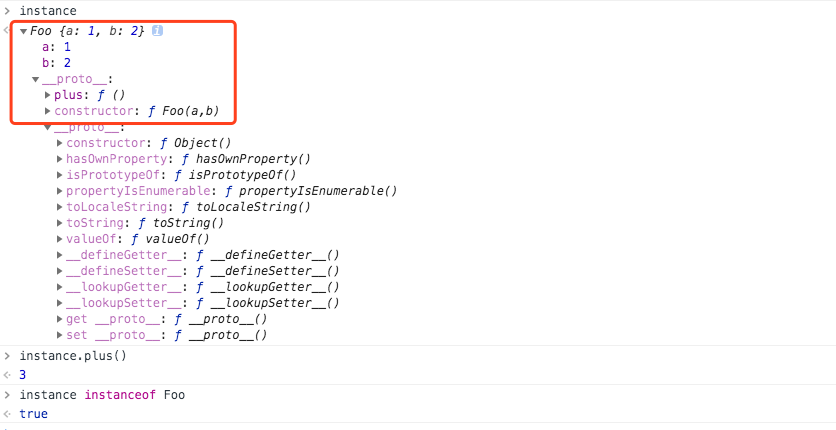 instance
Foo {a: 1, b: 2} i
a: 1
b: 2
__proto__:
plus: ƒ ()
constructor: ƒ Foo(a,b)
__proto__:
constructor: ƒ Object()
hasOwnProperty: ƒ hasOwnProperty()
isPrototypeOf: ƒ isPrototypeOf()
propertyIsEnumerable: ƒ propertyIsEnumerable()
toLocaleString: ƒ toLocaleString()
toString: ƒ toString()
valueOf: ƒ valueOf()
__defineGetter__: ƒ __defineGetter__()
__defineSetter__: ƒ __defineSetter__()
__lookupGetter__: ƒ __lookupGetter__()
__lookupSetter__: ƒ __lookupSetter__()
get __proto__: ƒ __proto__()
set __proto__: ƒ __proto__()
instance.plus()
3
instance instanceof Foo
true